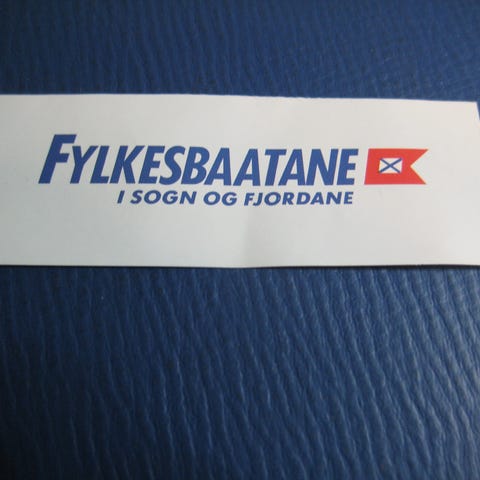 FYLKESBAATANE
I SOGN OG FJORDANE